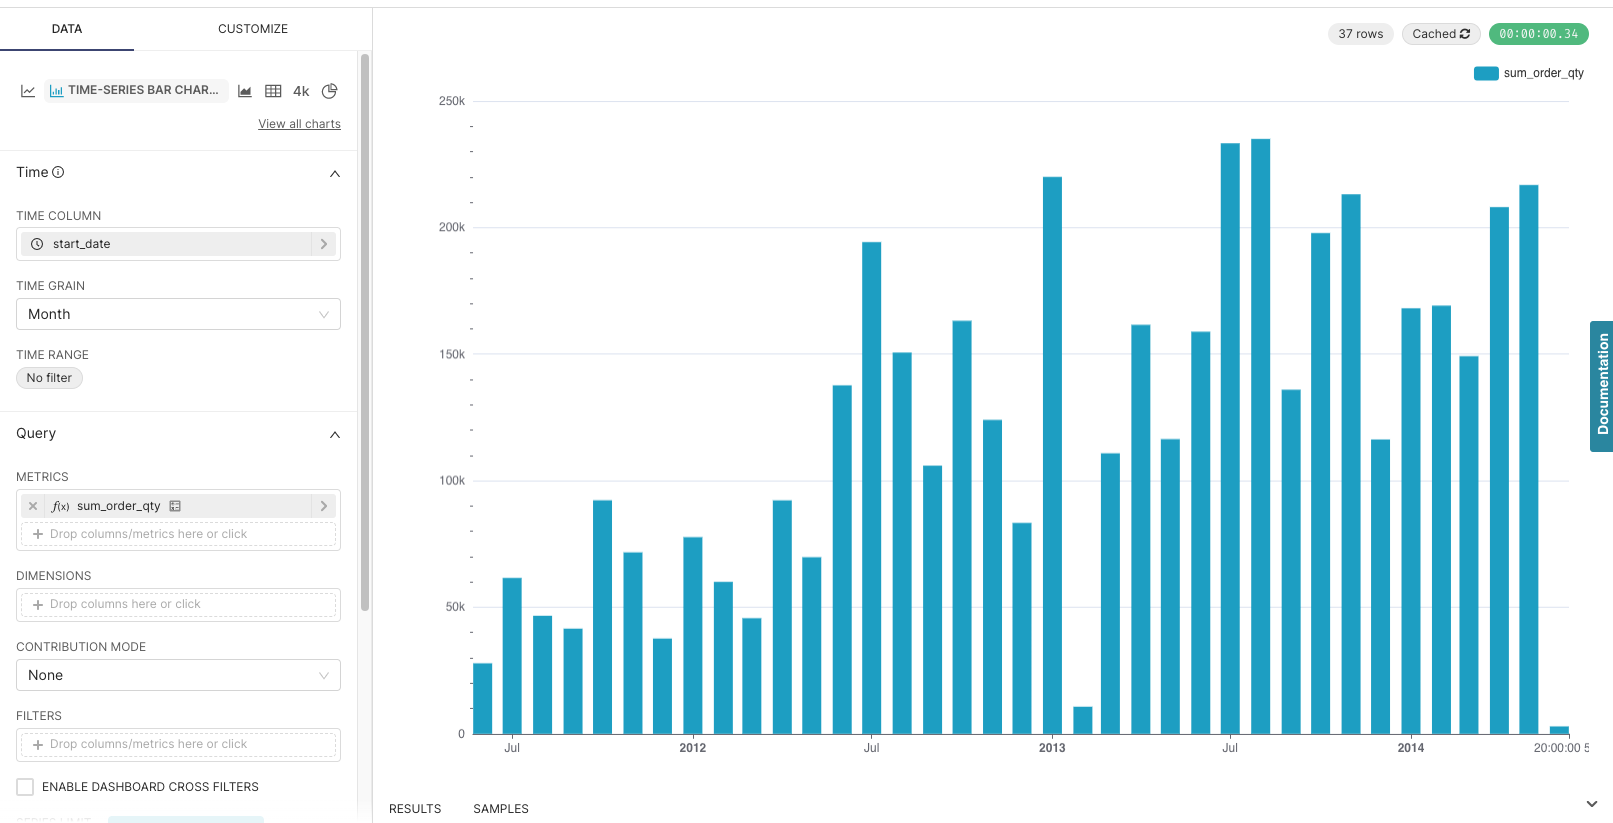 DATA
CUSTOMIZE
TIME-SERIES BAR CHAR...
4k
View all charts
Time
TIME COLUMN
start_date
TIME GRAIN
Month
TIME RANGE
No filter
Query
METRICS
f(x) sum_order_qty
Drop columns/metrics here or click
DIMENSIONS
Drop columns here or click
CONTRIBUTION MODE
None
FILTERS
Drop columns/metrics here or click
ENABLE DASHBOARD CROSS FILTERS
37 rows
Cached
00:00:00.34
sum_order_qty
250k
200k
150k
100k
50k
0
Jul
2012
Jul
2013
Jul
2014
20:00:00
Documentation
RESULTS
SAMPLES